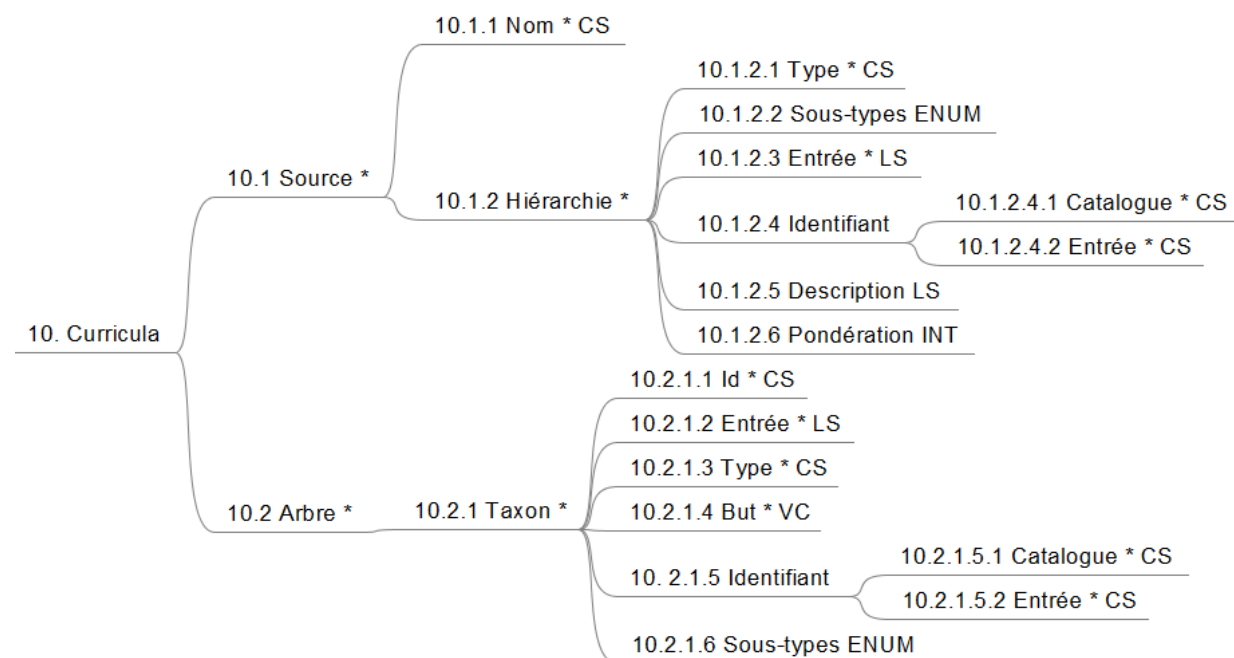 10. Curricula
10.1 Source *
10.1.1 Nom * CS
10.1.2 Hiérarchie *
10.1.2.1 Type * CS
10.1.2.2 Sous-types ENUM
10.1.2.3 Entrée * LS
10.1.2.4 Identifiant
10.1.2.4.1 Catalogue * CS
10.1.2.4.2 Entrée * CS
10.1.2.5 Description LS
10.1.2.6 Pondération INT
10.2 Arbre *
10.2.1 Taxon *
10.2.1.1 Id * CS
10.2.1.2 Entrée * LS
10.2.1.3 Type * CS
10.2.1.4 But * VC
10. 2.1.5 Identifiant
10.2.1.5.1 Catalogue * CS
10.2.1.5.2 Entrée * CS
10.2.1.6 Sous-types ENUM